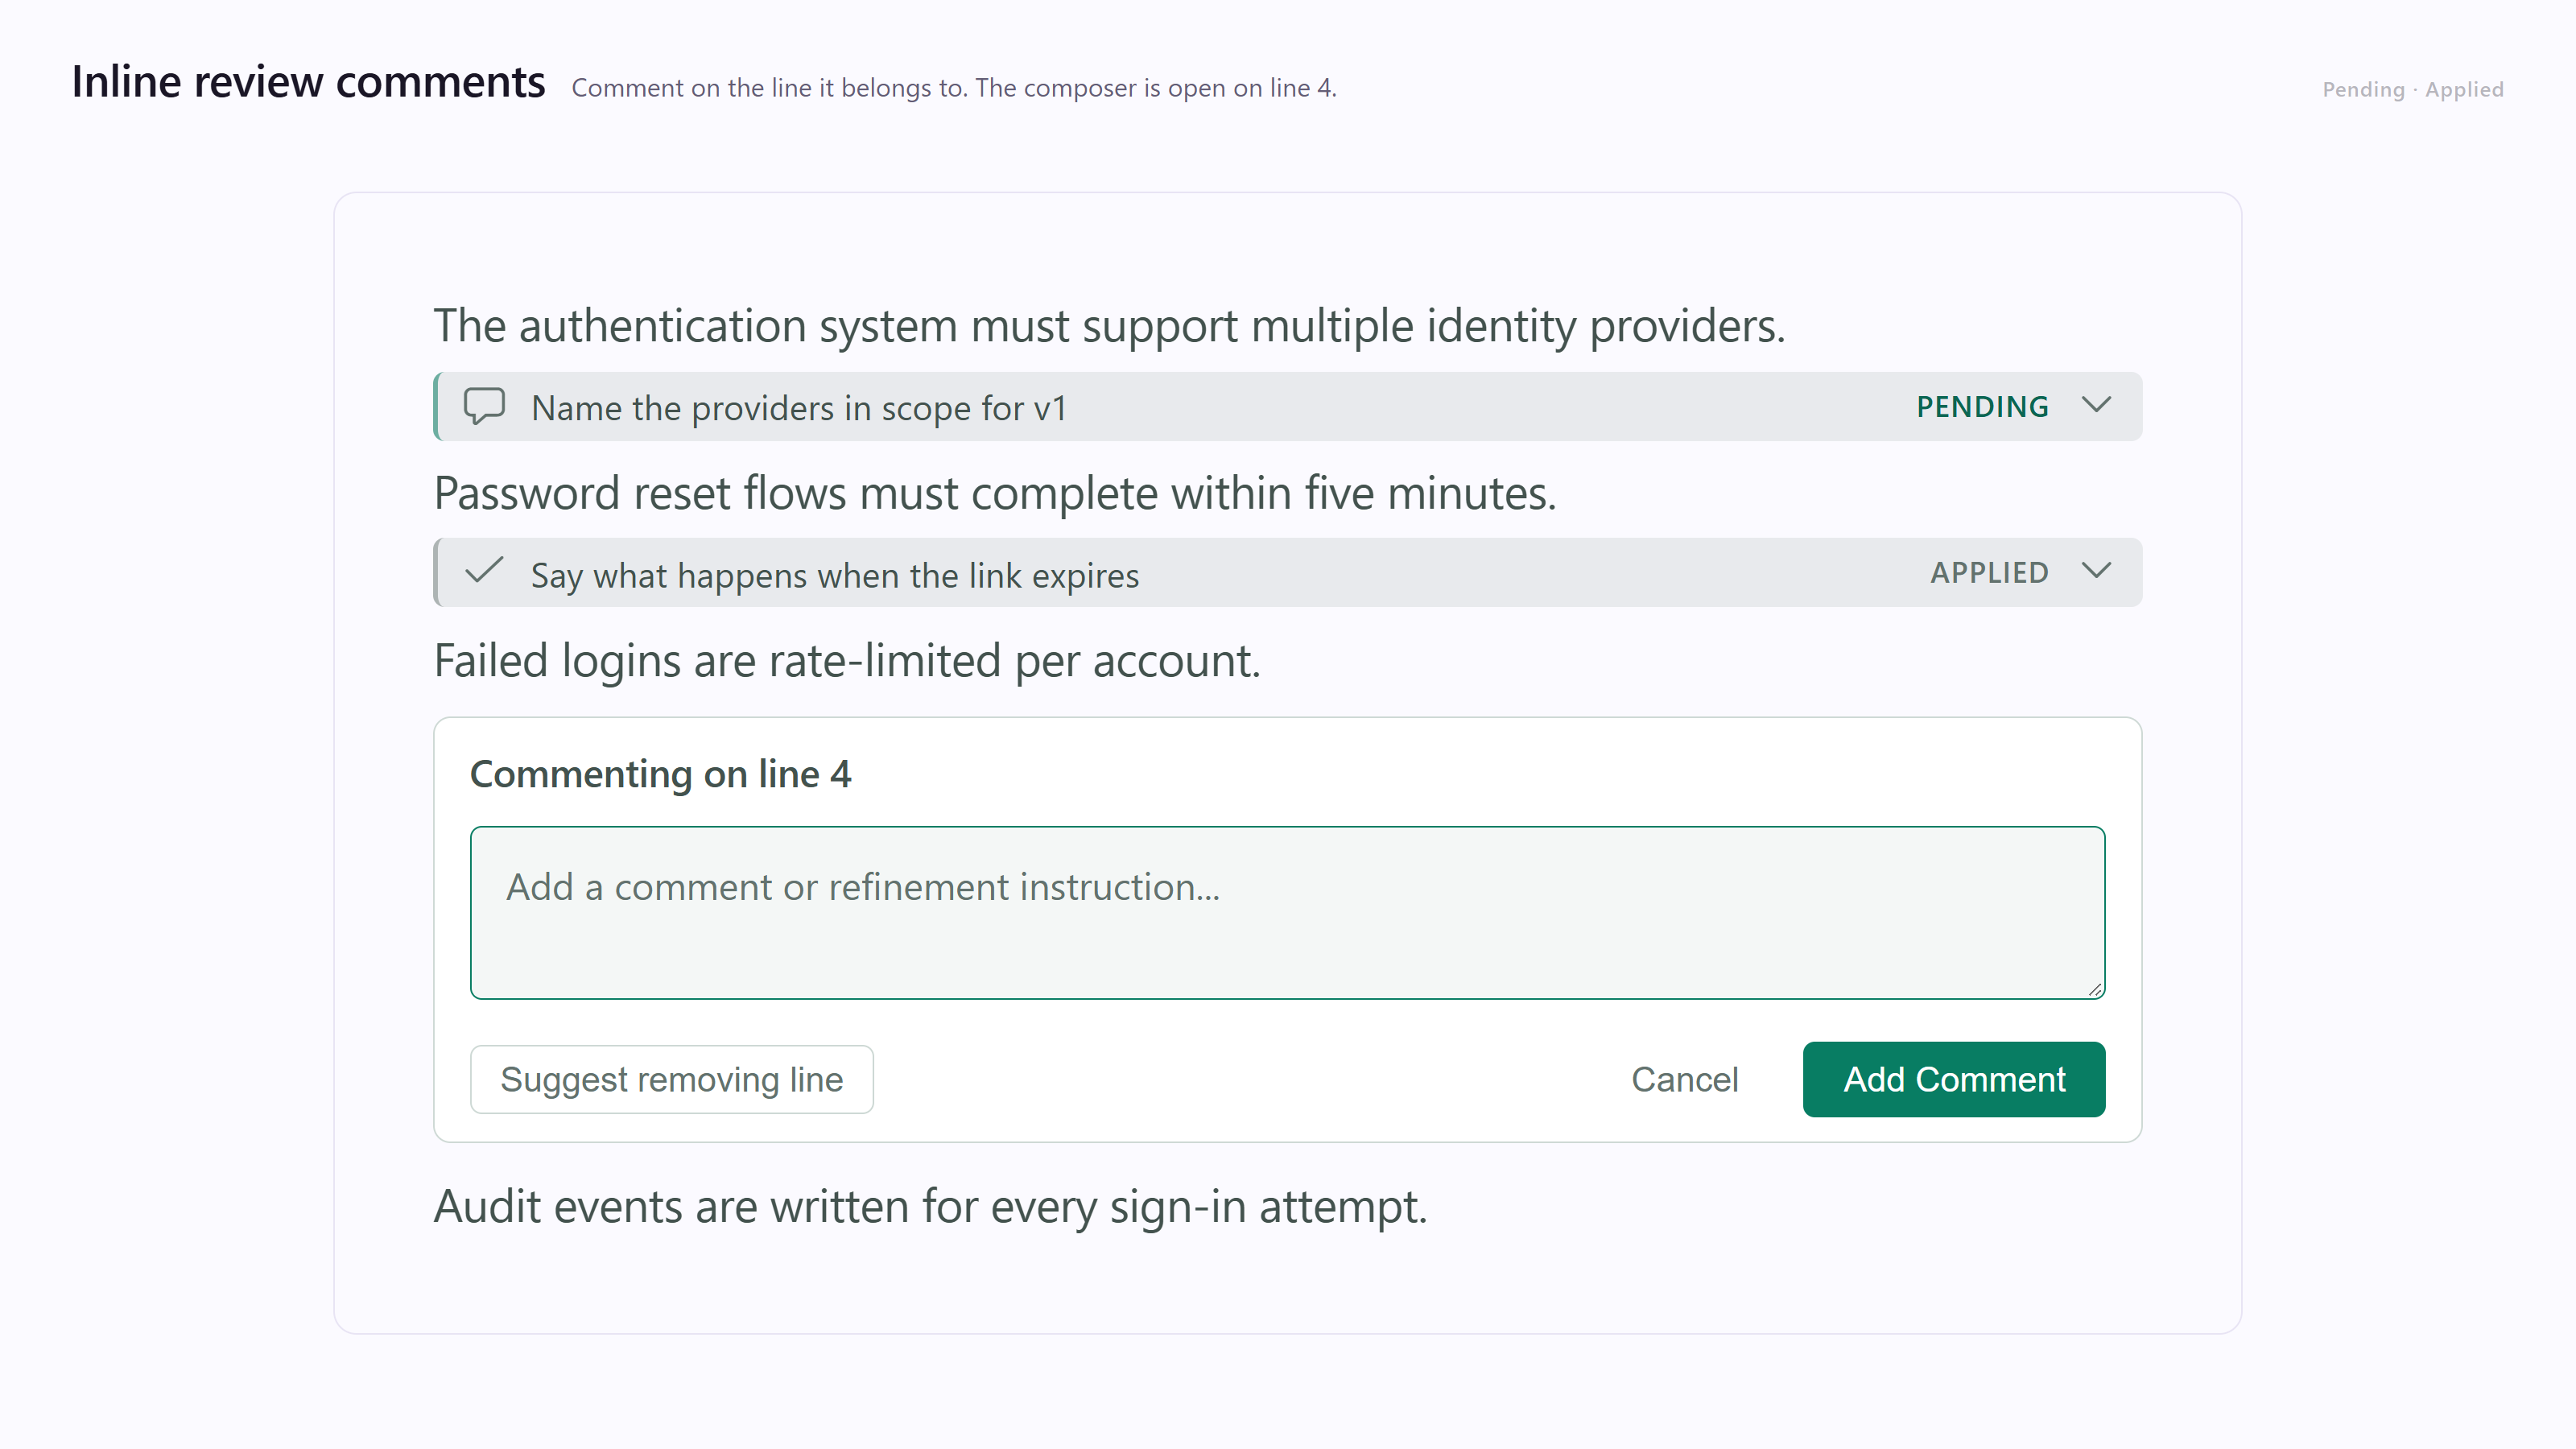 Inline review comments
Comment on the line it belongs to. The composer is open on line 4.
Pending · Applied
The authentication system must support multiple identity providers.
Name the providers in scope for v1
PENDING
Password reset flows must complete within five minutes.
Say what happens when the link expires
APPLIED
Failed logins are rate-limited per account.
Commenting on line 4
Add a comment or refinement instruction...
Suggest removing line
Cancel
Add Comment
Audit events are written for every sign-in attempt.